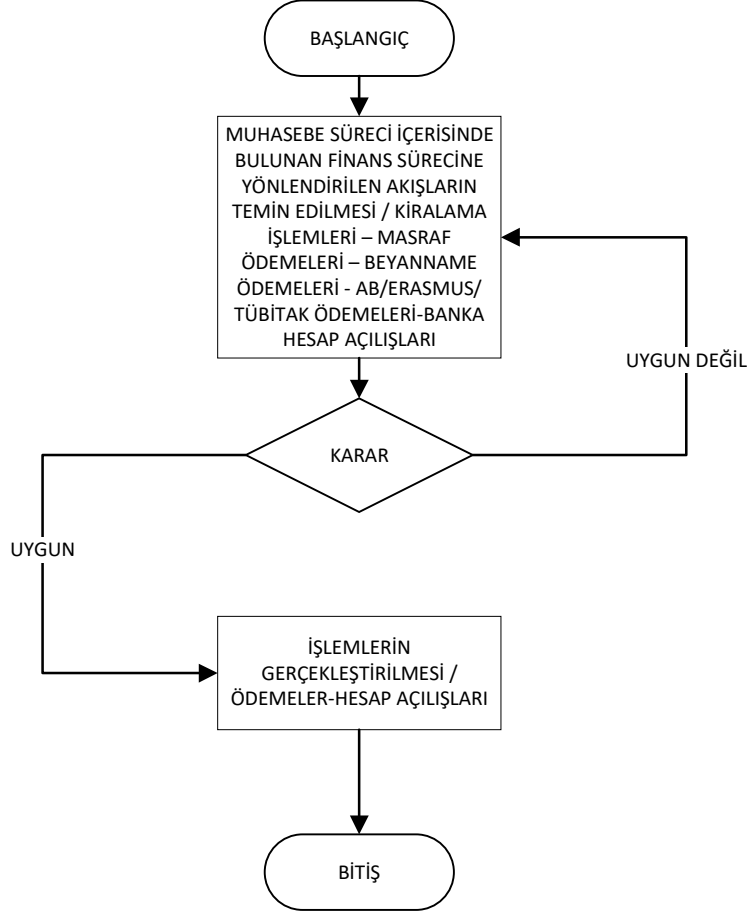 BAŞLANGIÇ
MUHASEBE SÜRECİ İÇERİSİNDE
BULUNAN FİNANS SÜRECİNE
YÖNLENDİRİLEN AKIŞLARIN
TEMİN EDİLMESİ / KİRALAMA
İŞLEMLERİ – MASRAF
ÖDEMELERİ – BEYANNAME
ÖDEMELERİ - AB/ERASMUS/
TÜBİTAK ÖDEMELERİ-BANKA
HESAP AÇILIŞLARI
UYGUN DEĞİL
KARAR
UYGUN
İŞLEMLERİN
GERÇEKLEŞTİRİLMESİ /
ÖDEMELER-HESAP AÇILIŞLARI
BİTİŞ